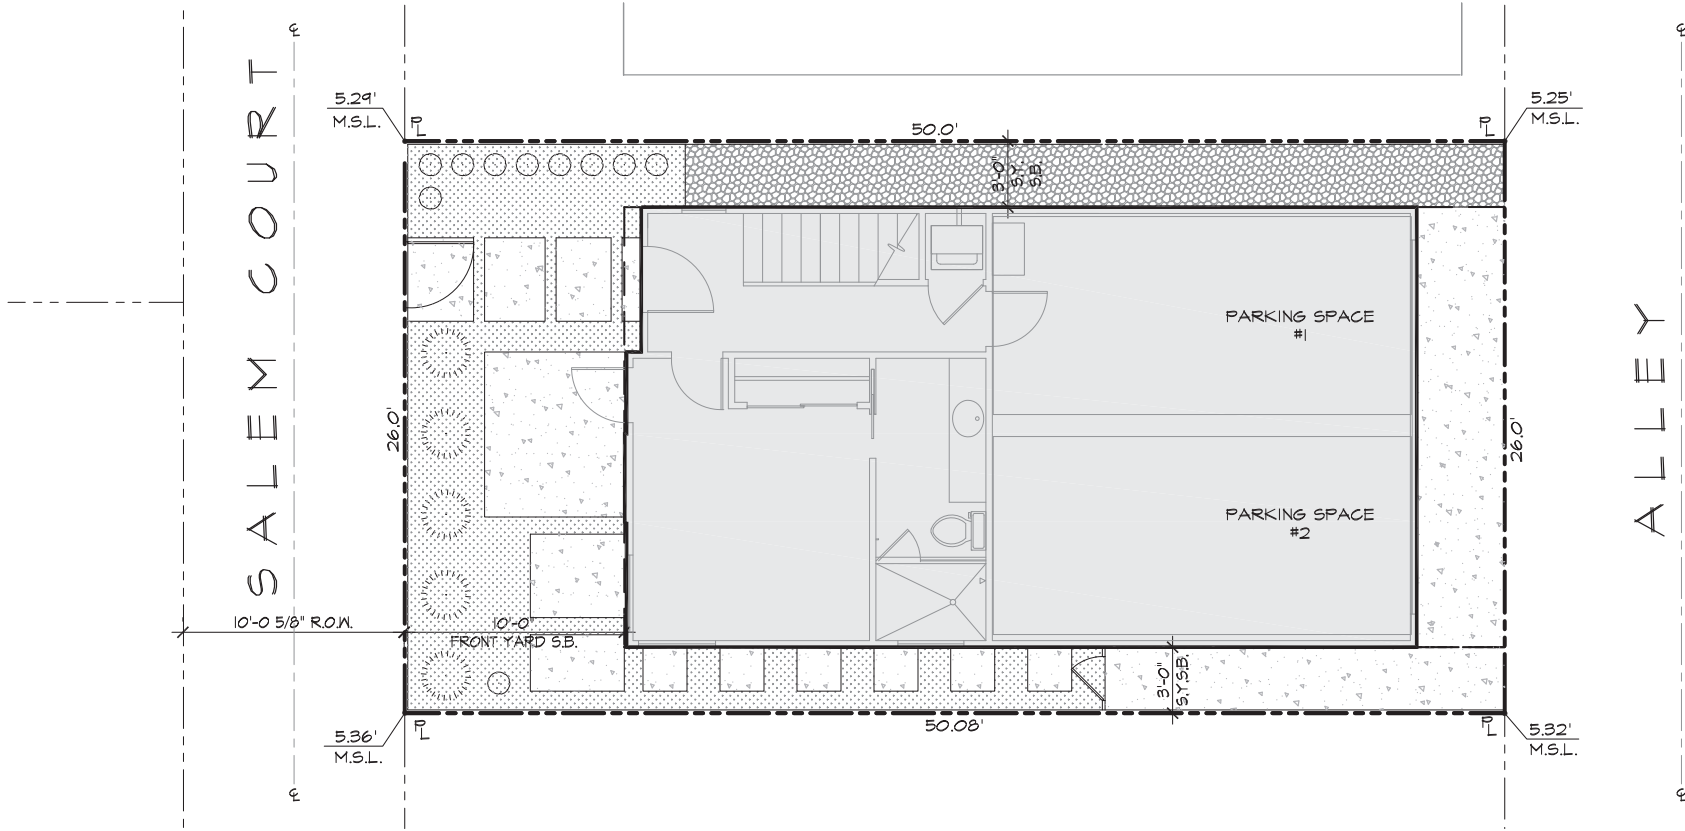 ℄
℄
SALEM COURT
5.29'
M.S.L.
PL
50.0'
PL
5.25'
M.S.L.
3'-0"
S.Y.
S.B.
PARKING SPACE
#1
ALLEY
26.0'
26.0'
PARKING SPACE
#2
10'-0 5/8" R.O.W.
10'-0"
FRONT YARD S.B.
3'-0"
S.Y.S.B.
5.36'
M.S.L.
PL
50.08'
PL
5.32'
M.S.L.
℄
℄